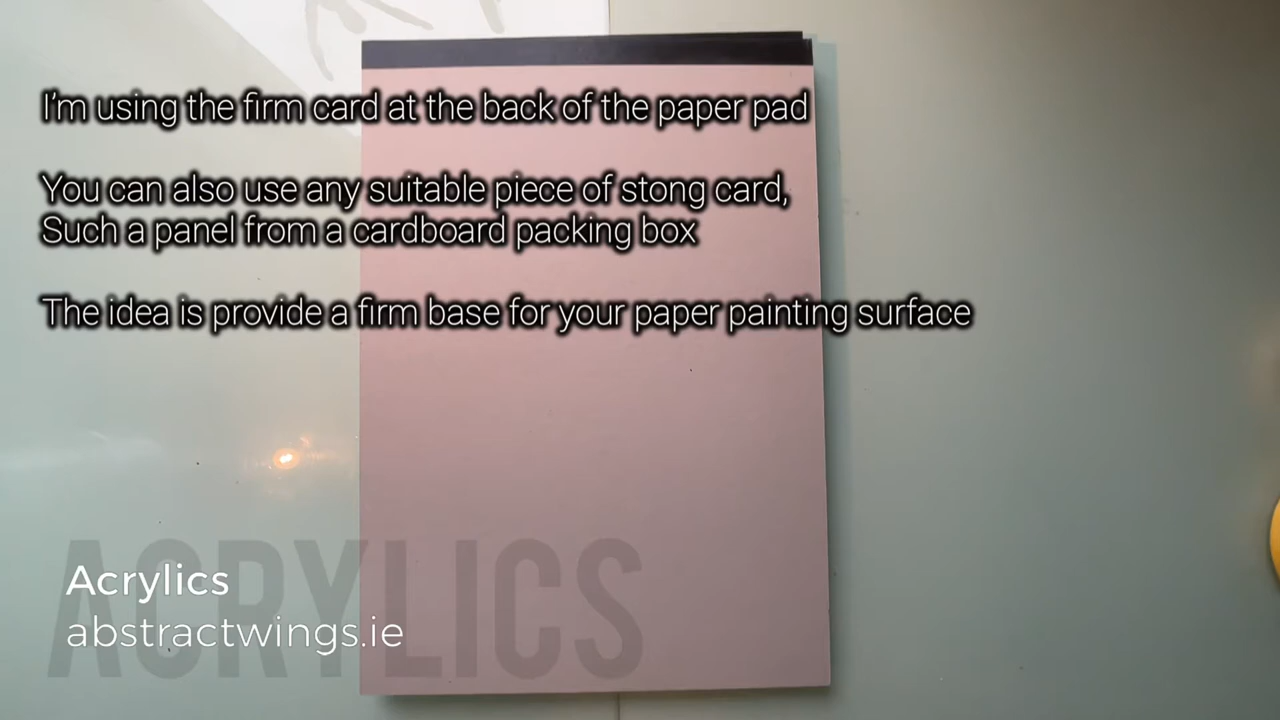 I'm using the firm card at the back of the paper pad
You can also use any suitable piece of stong card,
Such a panel from a cardboard packing box
The idea is provide a firm base for your paper painting surface
ACRYLICS
Acrylics
abstractwings.ie